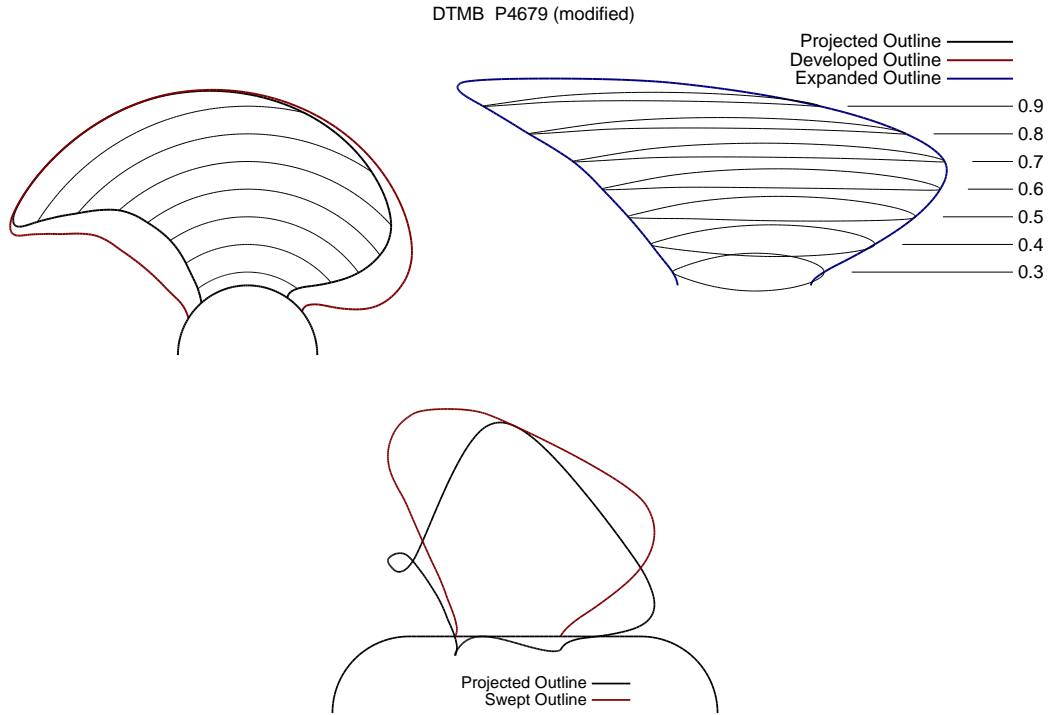 DTMB P4679 (modified)
Projected Outline
Developed Outline
Expanded Outline
0.9
0.8
0.7
0.6
0.5
0.4
0.3
Projected Outline
Swept Outline